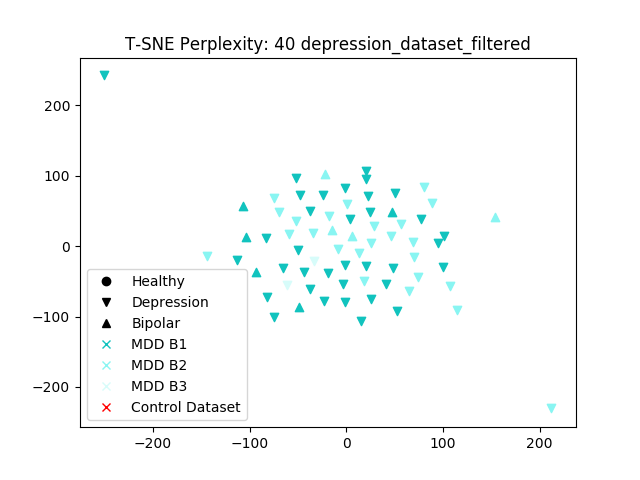 T-SNE Perplexity: 40 depression_dataset_filtered
200
100
0
−100
−200
Healthy
Depression
Bipolar
MDD B1
MDD B2
MDD B3
Control Dataset
−200 −100 0 100 200